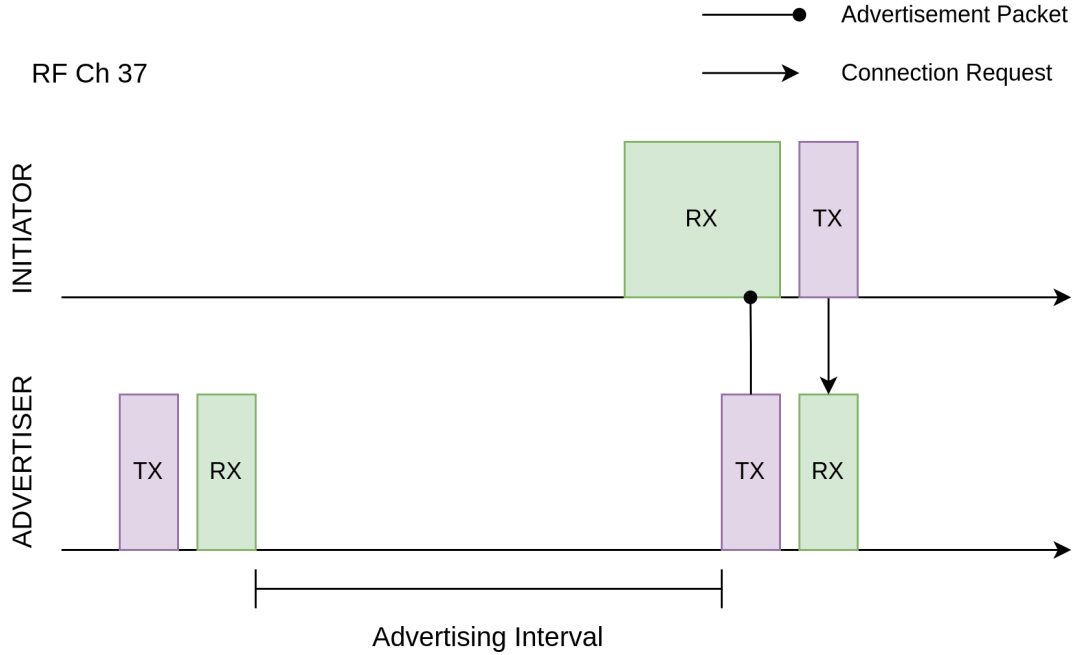 Advertisement Packet
RF Ch 37
Connection Request
INITIATOR
RX
TX
ADVERTISER
TX
RX
TX
RX
Advertising Interval